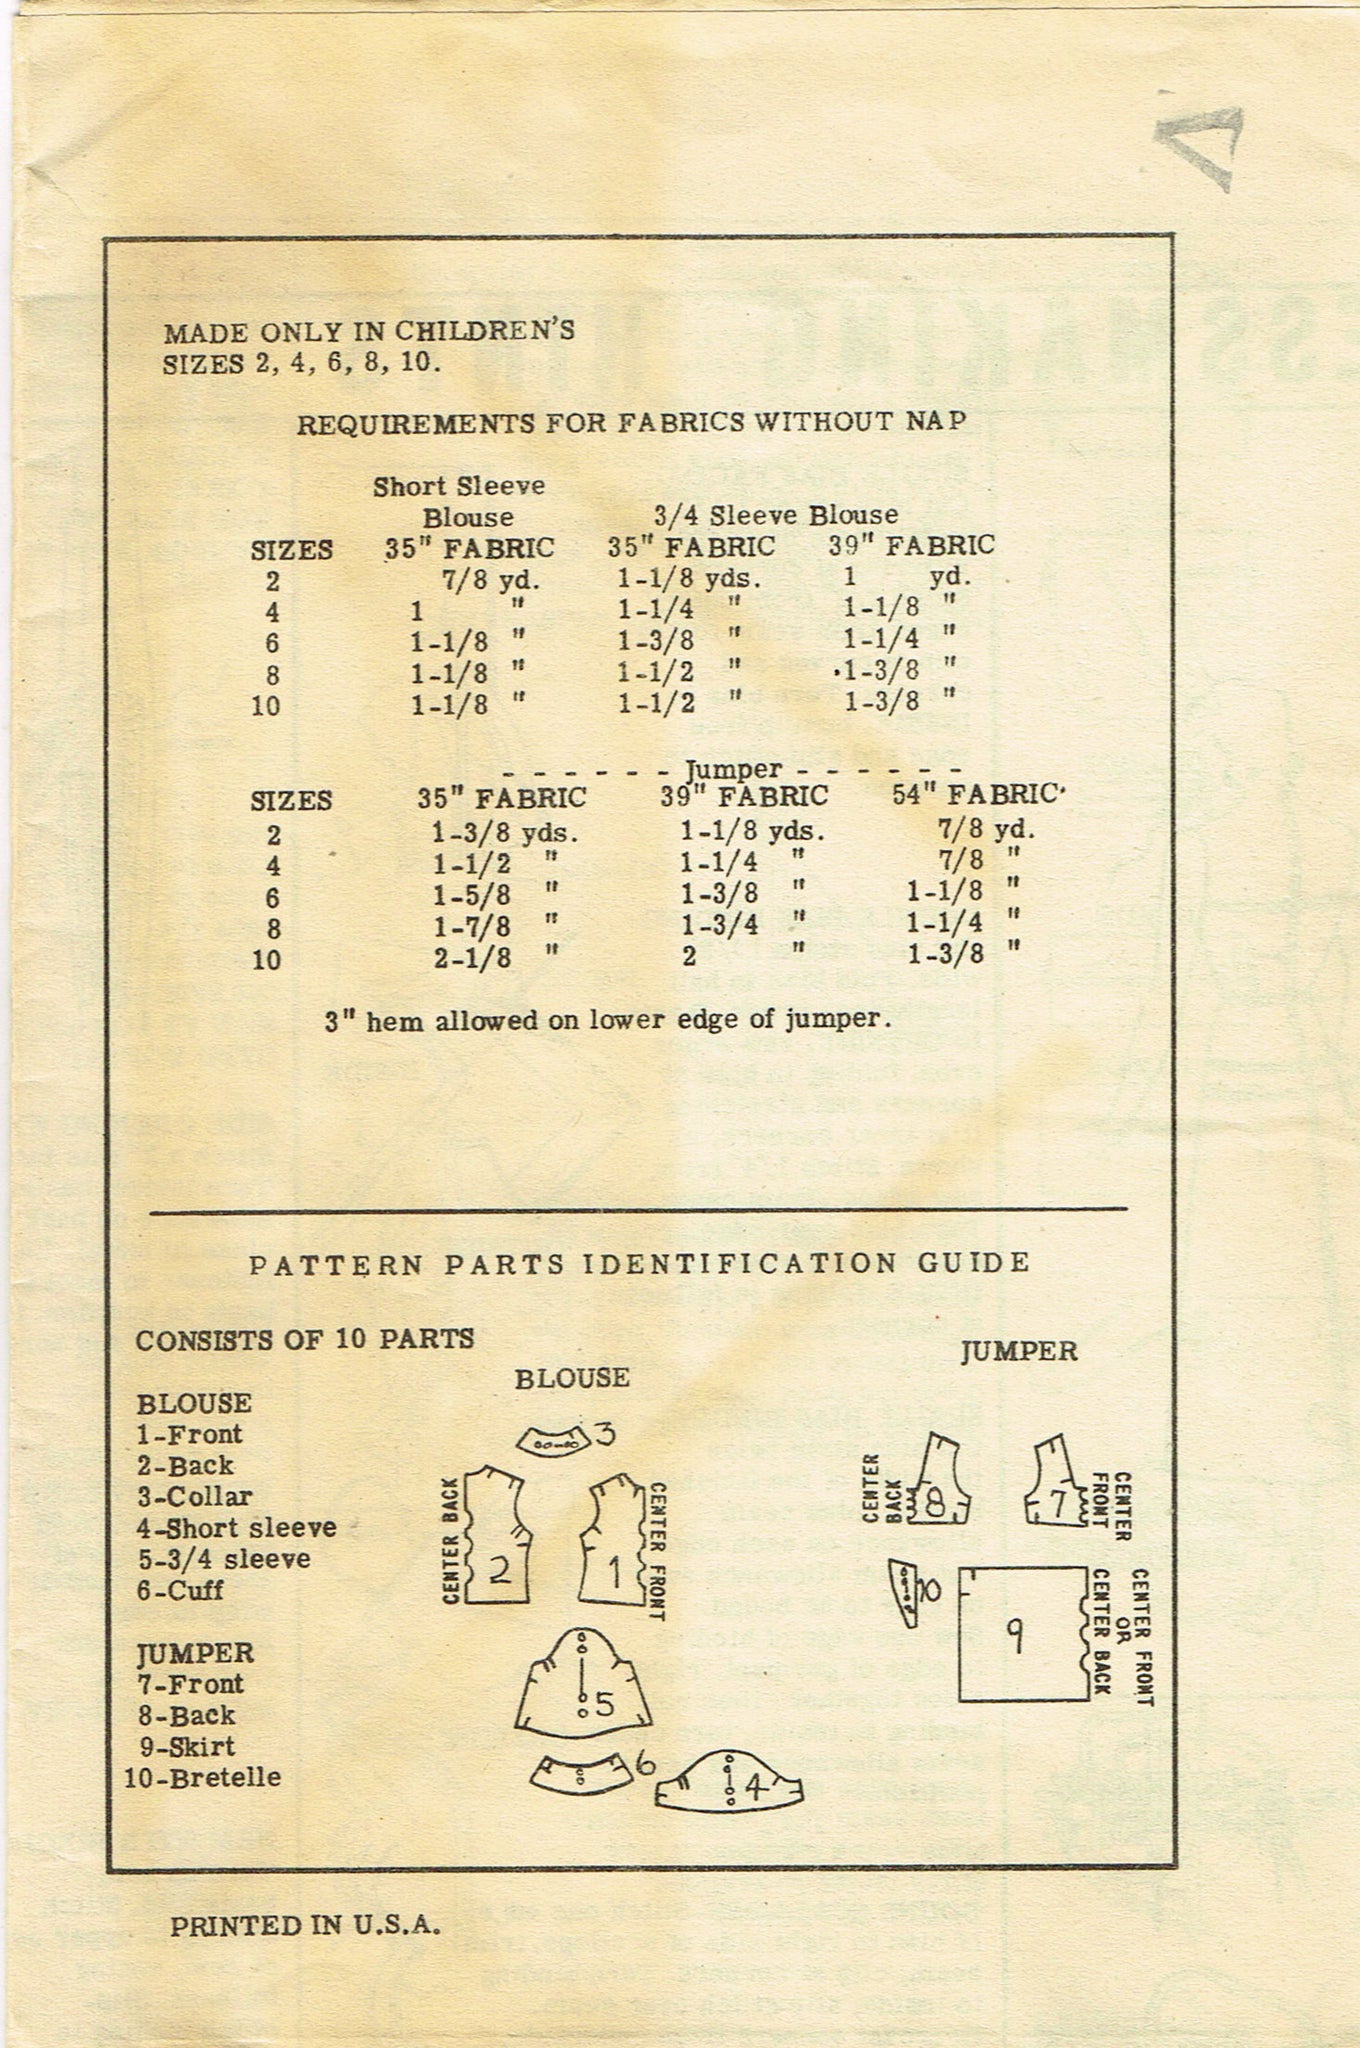 MADE ONLY IN CHILDREN'S
SIZES 2, 4, 6, 8, 10.
REQUIREMENTS FOR FABRICS WITHOUT NAP
Short Sleeve
Blouse 3/4 Sleeve Blouse
SIZES 35" FABRIC 35" FABRIC 39" FABRIC
2 7/8 yd. 1-1/8 yds. 1 yd.
4 1 " 1-1/4 " 1-1/8 "
6 1-1/8 " 1-3/8 " 1-1/4 "
8 1-1/8 " 1-1/2 " 1-3/8 "
10 1-1/8 " 1-1/2 " 1-3/8 "
- - - - - - Jumper - - - - - -
SIZES 35" FABRIC 39" FABRIC 54" FABRIC
2 1-3/8 yds. 1-1/8 yds. 7/8 yd.
4 1-1/2 " 1-1/4 " 7/8 "
6 1-5/8 " 1-3/8 " 1-1/8 "
8 1-7/8 " 1-3/4 " 1-1/4 "
10 2-1/8 " 2 " 1-3/8 "
3" hem allowed on lower edge of jumper.
PATTERN PARTS IDENTIFICATION GUIDE
CONSISTS OF 10 PARTS
BLOUSE
1-Front
2-Back
3-Collar
4-Short sleeve
5-3/4 sleeve
6-Cuff
JUMPER
7-Front
8-Back
9-Skirt
10-Bretelle
BLOUSE
3
CENTER BACK
2
1
CENTER FRONT
5
6
4
JUMPER
CENTER
BACK
8
7
CENTER
FRONT
10
9
CENTER FRONT
OR
CENTER BACK
PRINTED IN U.S.A.